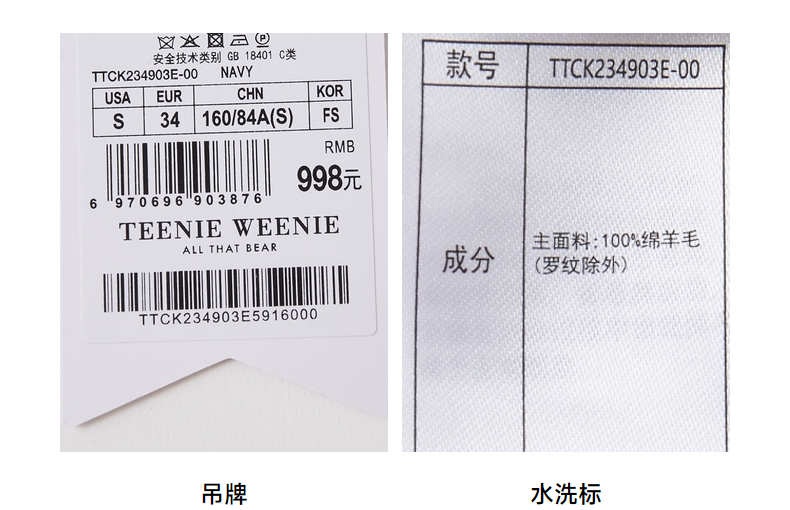 安全技术类别 GB 18401 C类
TTCK234903E-00 NAVY
USA EUR CHN KOR
S 34 160/84A(S) FS
RMB
998元
6 970696 903876
TEENIE WEENIE
ALL THAT BEAR
TTCK234903E5916000
款号 TTCK234903E-00
成分 主面料:100%绵羊毛
(罗纹除外)
吊牌
水洗标